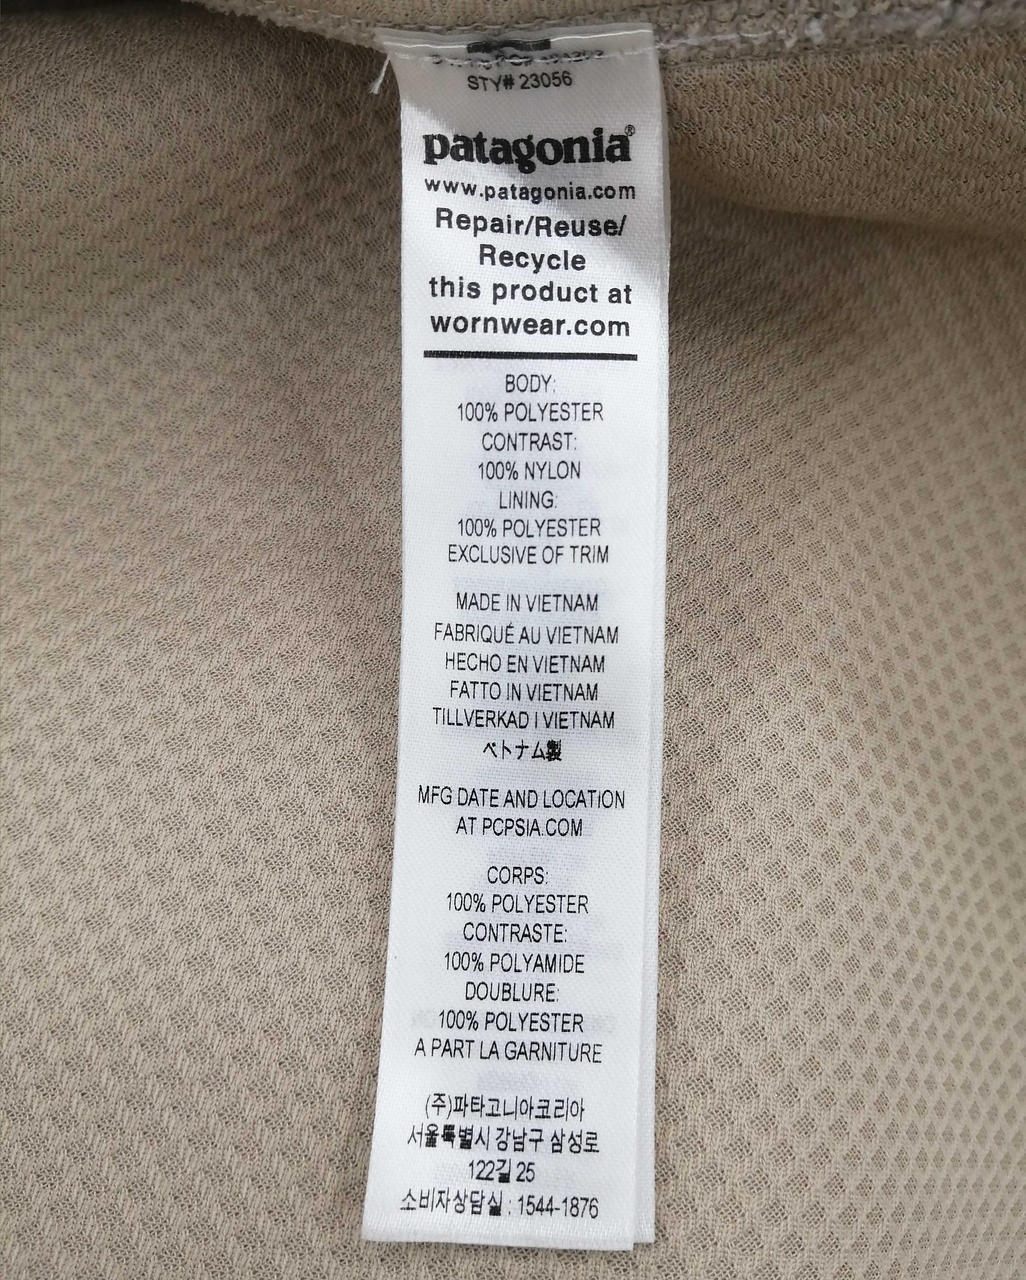 STY# 23056
patagonia®
www.patagonia.com
Repair/Reuse/
Recycle
this product at
wornwear.com
BODY:
100% POLYESTER
CONTRAST:
100% NYLON
LINING:
100% POLYESTER
EXCLUSIVE OF TRIM
MADE IN VIETNAM
FABRIQUÉ AU VIETNAM
HECHO EN VIETNAM
FATTO IN VIETNAM
TILLVERKAD I VIETNAM
ベトナム製
MFG DATE AND LOCATION
AT PCPSIA.COM
CORPS:
100% POLYESTER
CONTRASTE:
100% POLYAMIDE
DOUBLURE:
100% POLYESTER
A PART LA GARNITURE
(주)파타고니아코리아
서울특별시 강남구 삼성로
122길 25
소비자상담실 : 1544-1876